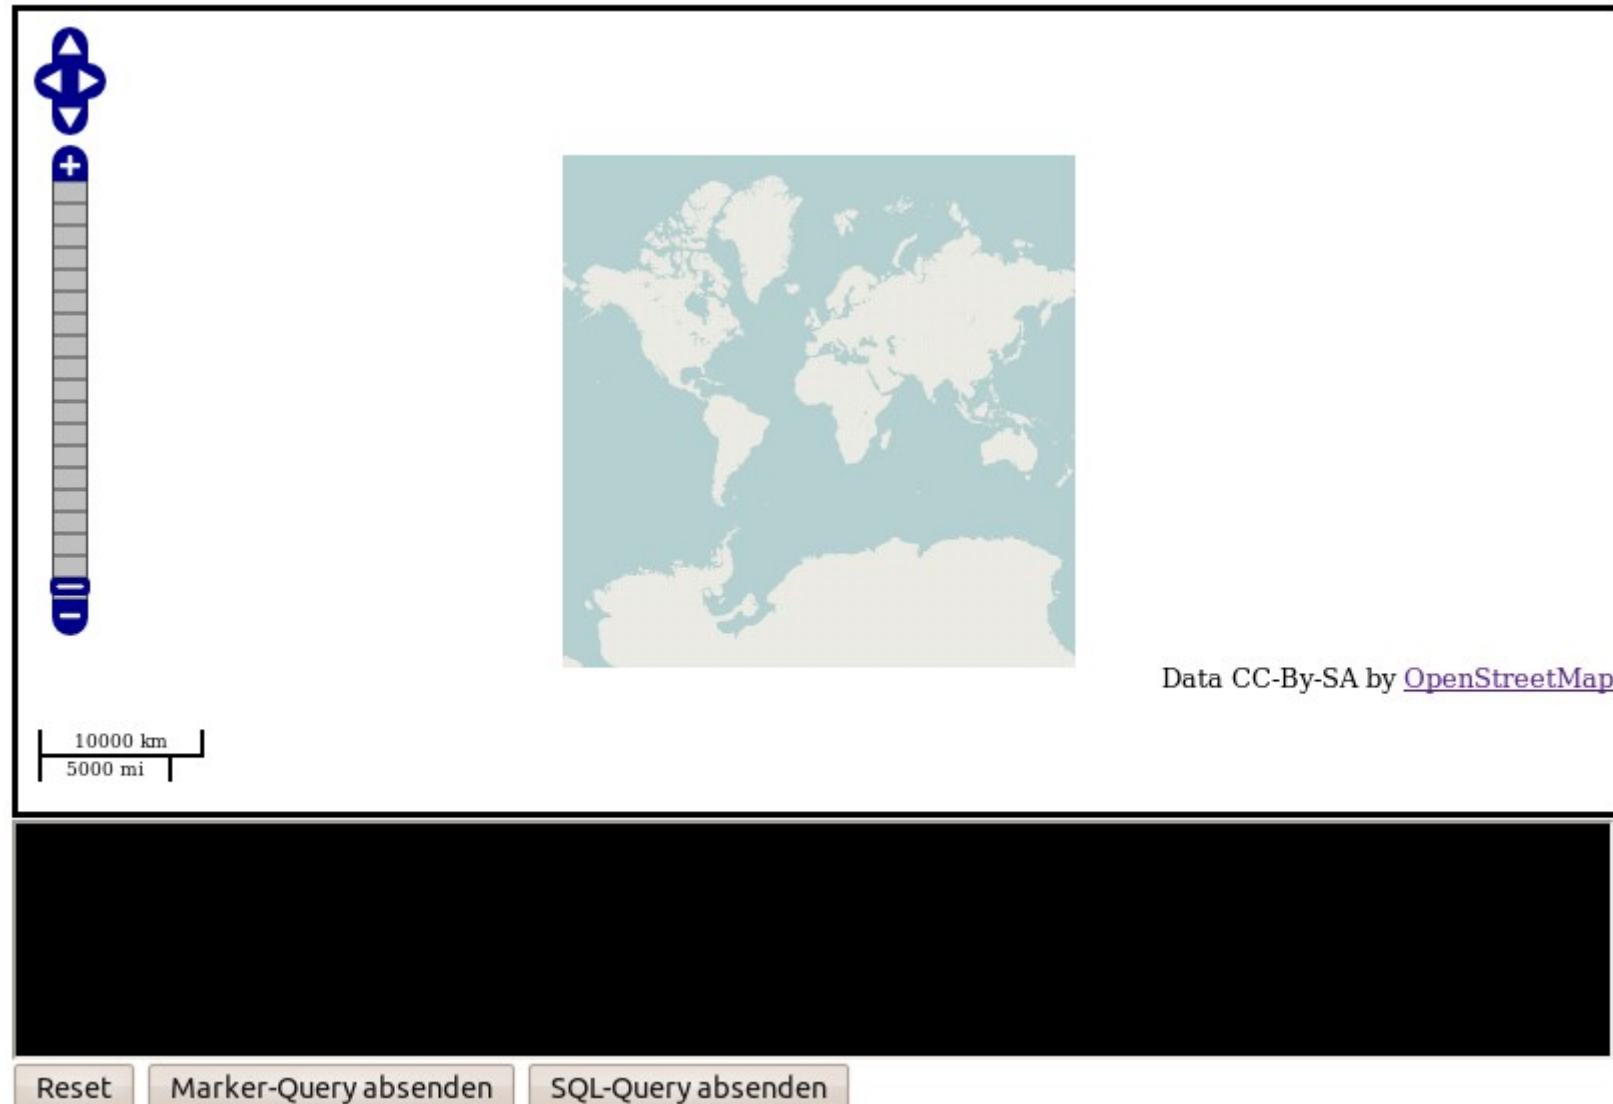 +
-
Data CC-By-SA by OpenStreetMap
10000 km
5000 mi
Reset Marker-Query absenden SQL-Query absenden